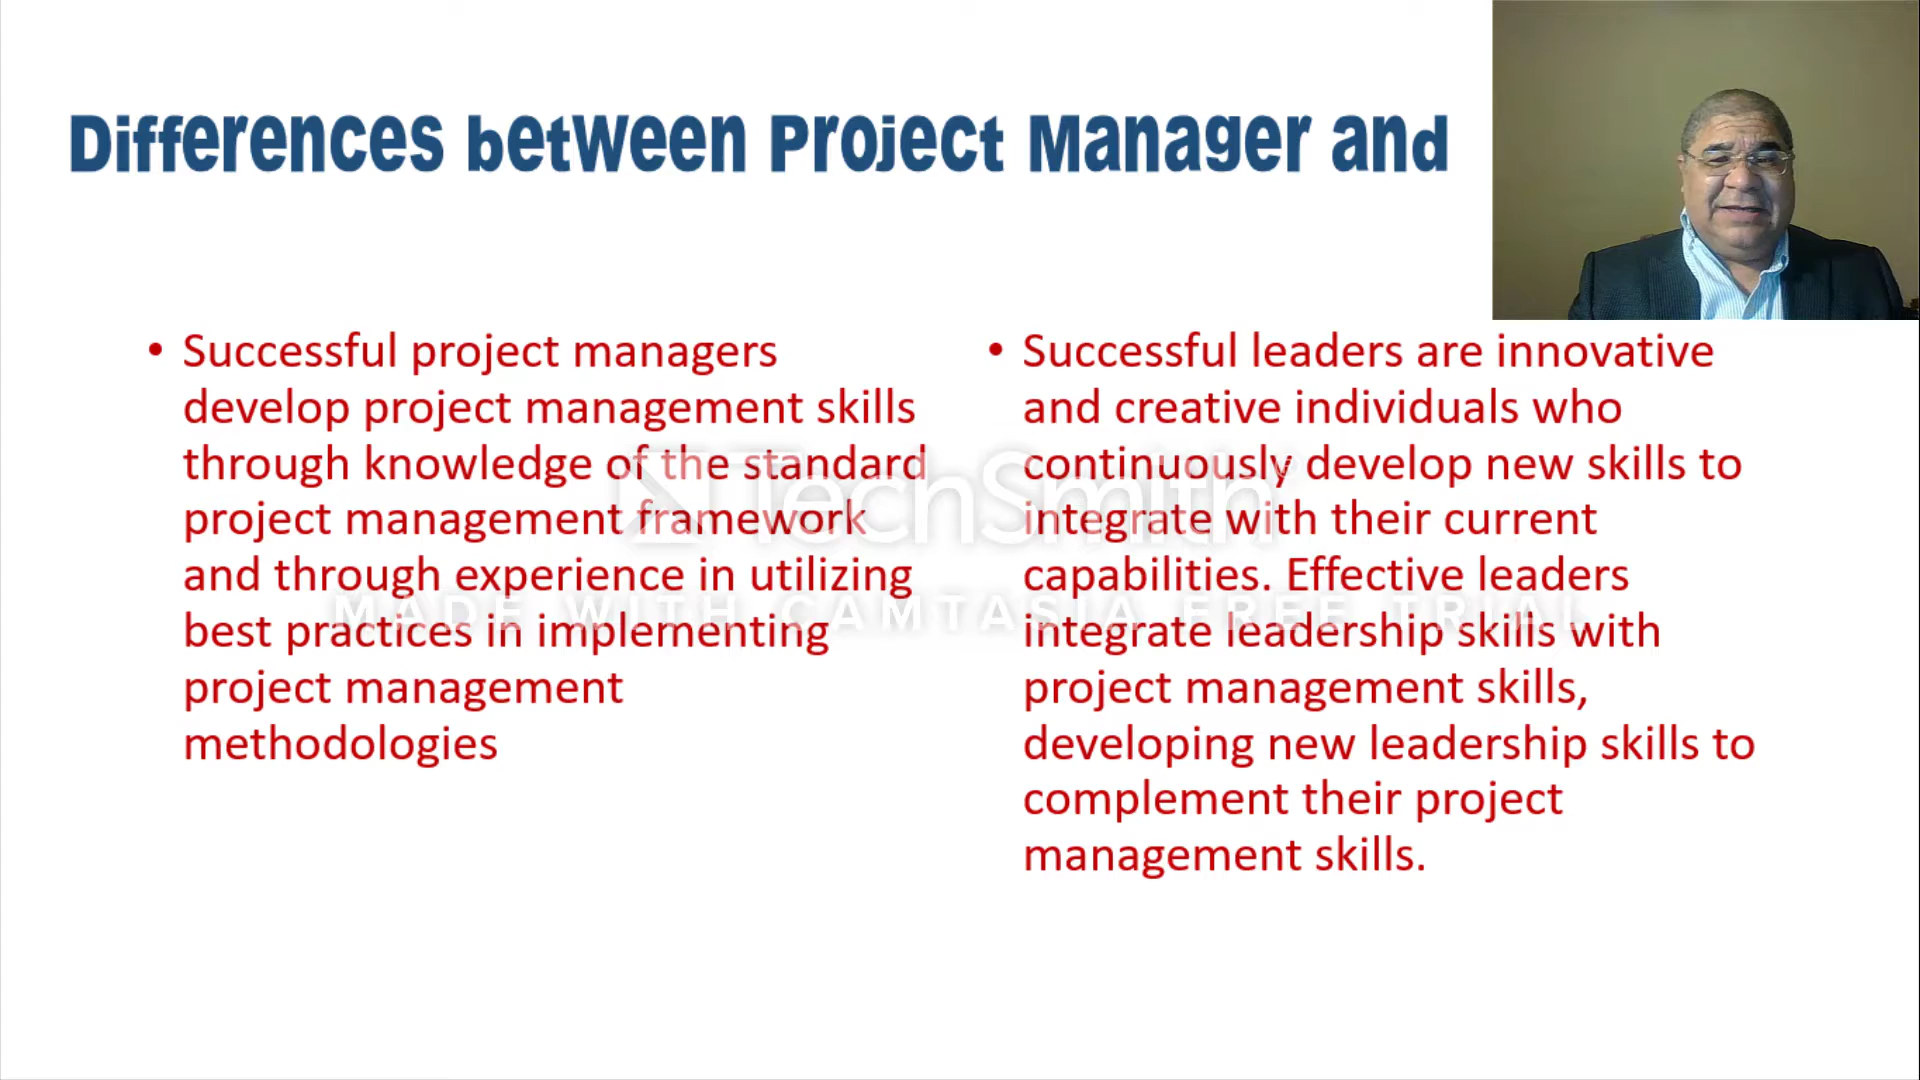 Differences between Project Manager and
• Successful project managers
develop project management skills
through knowledge of the standard
project management framework
and through experience in utilizing
best practices in implementing
project management
methodologies
• Successful leaders are innovative
and creative individuals who
continuously develop new skills to
integrate with their current
capabilities. Effective leaders
integrate leadership skills with
project management skills,
developing new leadership skills to
complement their project
management skills.
TechSmith
MADE WITH CAMTASIA FREE TRIAL